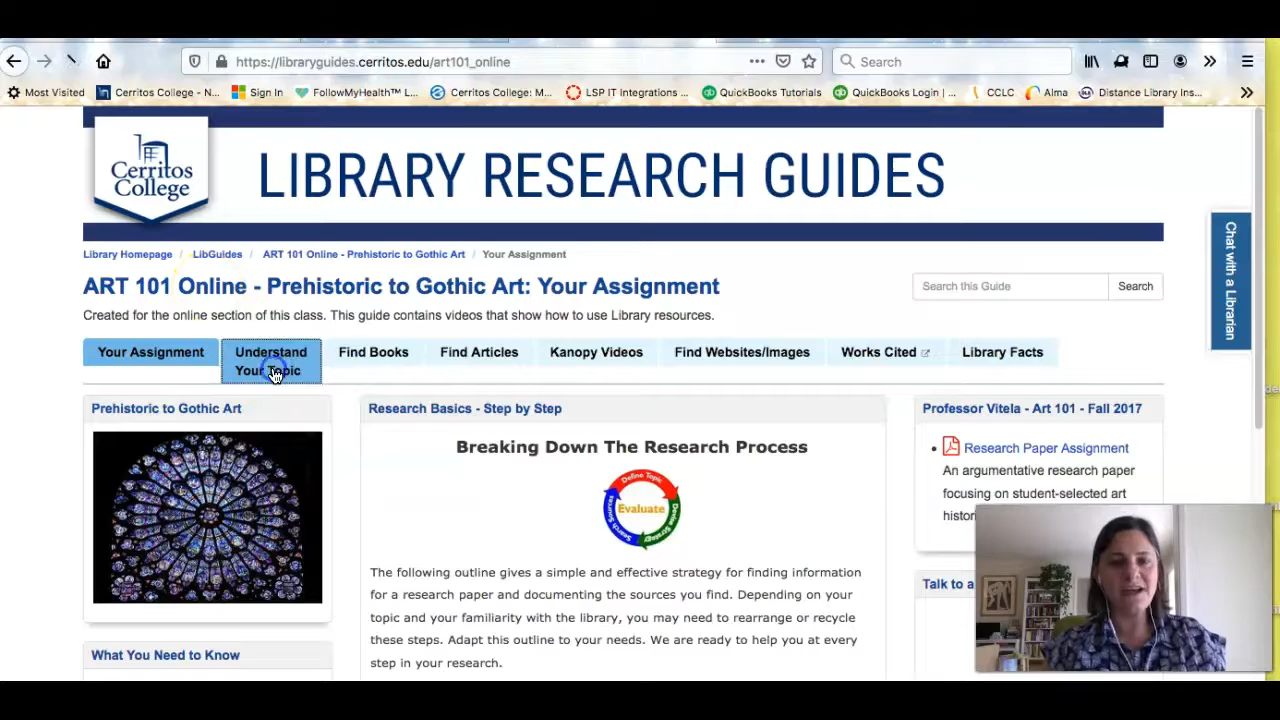 https://libraryguides.cerritos.edu/art101_online
Search
Most Visited
Cerritos College - N...
Sign In
FollowMyHealth™ L...
Cerritos College: M...
LSP IT Integrations ...
QuickBooks Tutorials
QuickBooks Login | ...
CCLC
Alma
Distance Library Ins...
Cerritos
College
LIBRARY RESEARCH GUIDES
Chat with a Librarian
Library Homepage / LibGuides / ART 101 Online - Prehistoric to Gothic Art / Your Assignment
ART 101 Online - Prehistoric to Gothic Art: Your Assignment
Search this Guide
Search
Created for the online section of this class. This guide contains videos that show how to use Library resources.
Your Assignment
Understand
Your Topic
Find Books
Find Articles
Kanopy Videos
Find Websites/Images
Works Cited
Library Facts
Prehistoric to Gothic Art
What You Need to Know
Research Basics - Step by Step
Breaking Down The Research Process
Define Topic
Devise Strategy
Search Sources
Evaluate
The following outline gives a simple and effective strategy for finding information
for a research paper and documenting the sources you find. Depending on your
topic and your familiarity with the library, you may need to rearrange or recycle
these steps. Adapt this outline to your needs. We are ready to help you at every
step in your research.
Professor Vitela - Art 101 - Fall 2017
Research Paper Assignment
An argumentative research paper
focusing on student-selected art
Talk to a